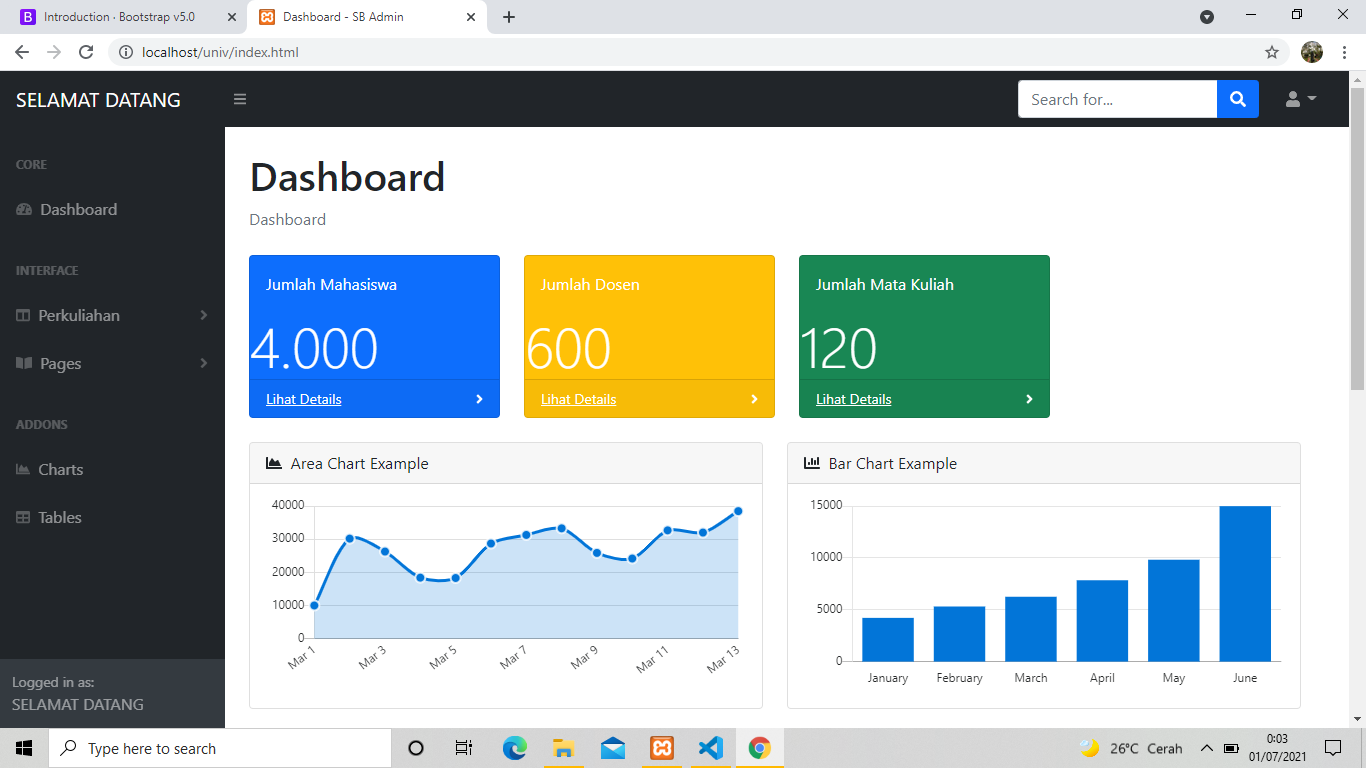 Introduction · Bootstrap v5.0
Dashboard - SB Admin
localhost/univ/index.html
SELAMAT DATANG
Search for...
CORE
Dashboard
INTERFACE
Perkuliahan
Pages
ADDONS
Charts
Tables
Logged in as:
SELAMAT DATANG
Dashboard
Dashboard
Jumlah Mahasiswa
4.000
Lihat Details
Jumlah Dosen
600
Lihat Details
Jumlah Mata Kuliah
120
Lihat Details
Area Chart Example
40000
30000
20000
10000
0
Mar 1 Mar 3 Mar 5 Mar 7 Mar 9 Mar 11 Mar 13
Bar Chart Example
15000
10000
5000
0
January February March April May June
Type here to search
26°C Cerah
0:03
01/07/2021